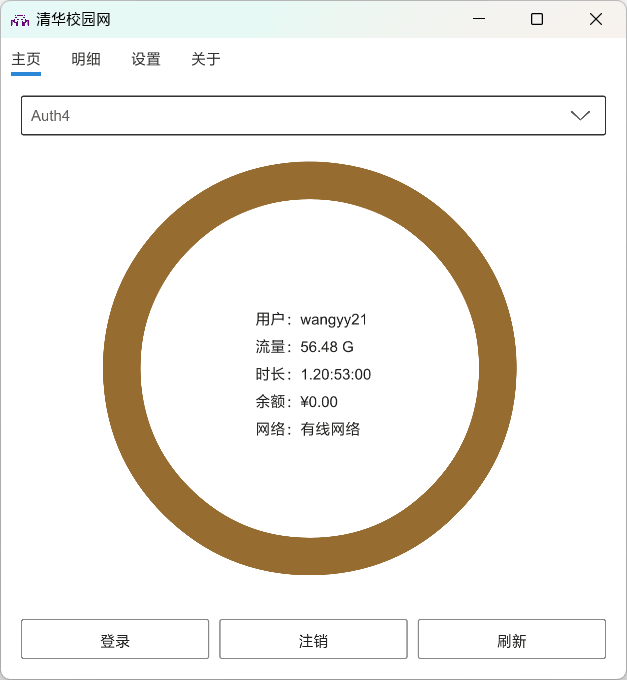 清华校园网
主页 明细 设置 关于
Auth4
用户：wangyy21
流量：56.48 G
时长：1.20:53:00
余额：¥0.00
网络：有线网络
登录 注销 刷新